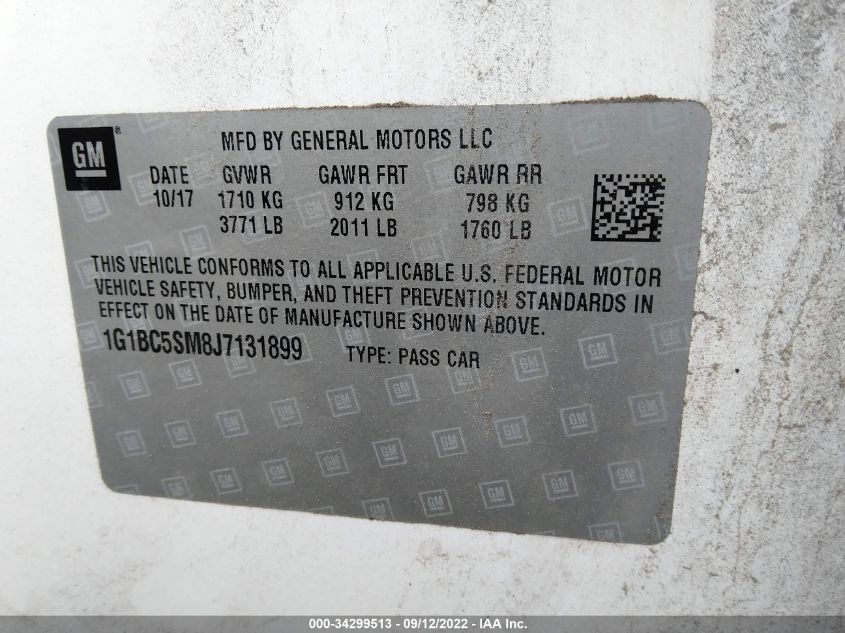 GM ® MFD BY GENERAL MOTORS LLC
DATE GVWR GAWR FRT GAWR RR
10/17 1710 KG 912 KG 798 KG
3771 LB 2011 LB 1760 LB
THIS VEHICLE CONFORMS TO ALL APPLICABLE U.S. FEDERAL MOTOR
VEHICLE SAFETY, BUMPER, AND THEFT PREVENTION STANDARDS IN
EFFECT ON THE DATE OF MANUFACTURE SHOWN ABOVE.
1G1BC5SM8J7131899 TYPE: PASS CAR
000-34299513 - 09/12/2022 - IAA Inc.